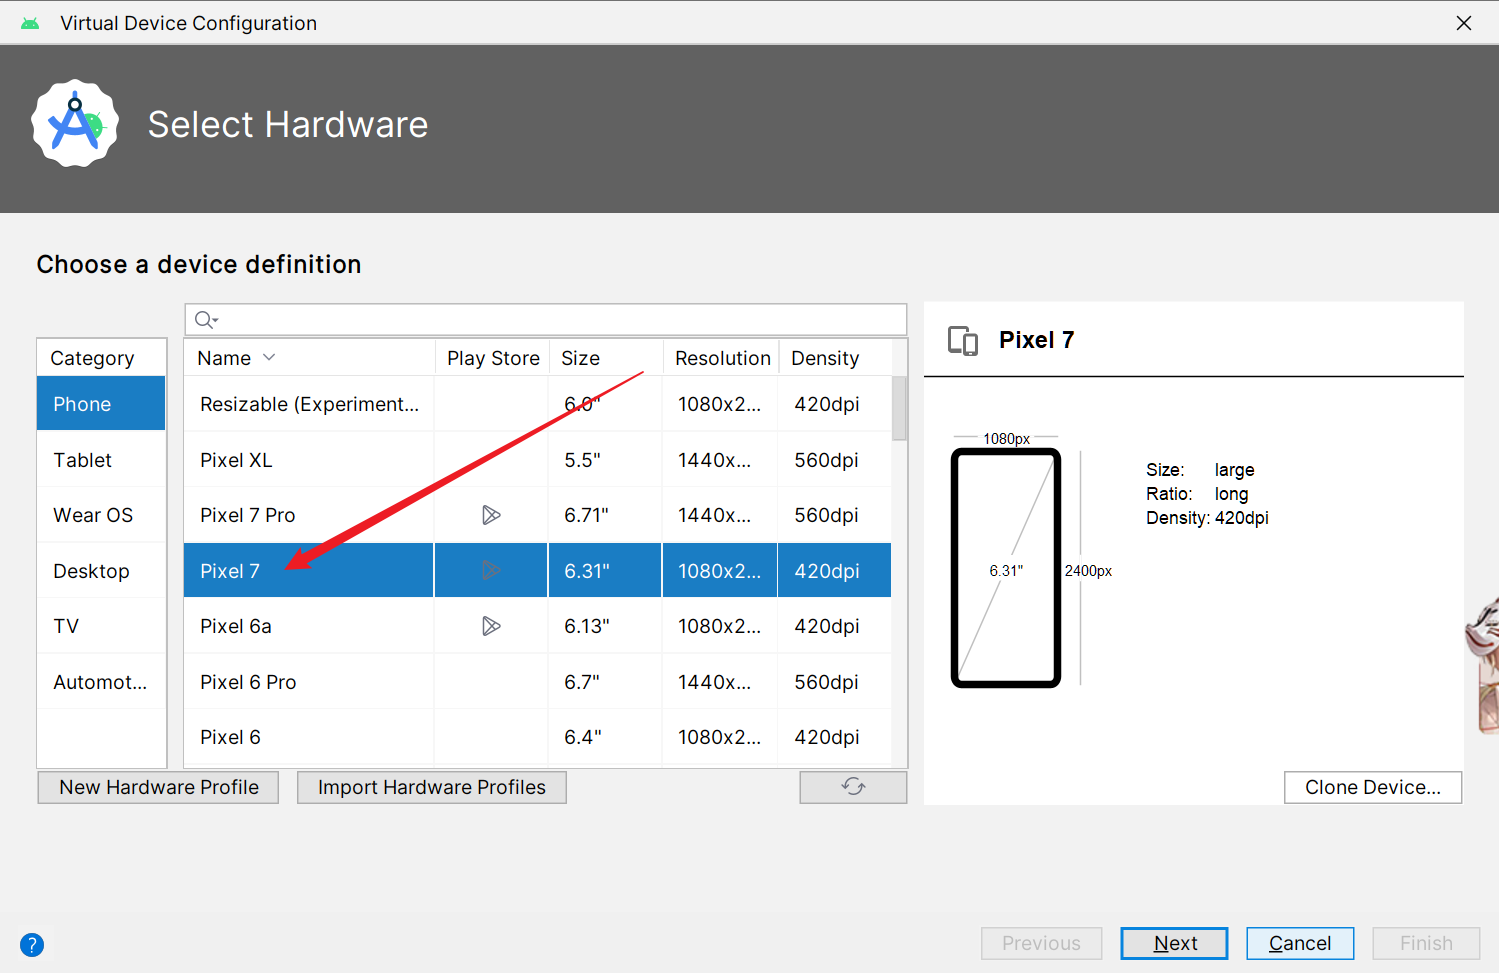 Virtual Device Configuration
Select Hardware
Choose a device definition
Category
Phone
Tablet
Wear OS
Desktop
TV
Automot...
Name Play Store Size Resolution Density
Resizable (Experiment... 6.0" 1080x2... 420dpi
Pixel XL 5.5" 1440x... 560dpi
Pixel 7 Pro 6.71" 1440x... 560dpi
Pixel 7 6.31" 1080x2... 420dpi
Pixel 6a 6.13" 1080x2... 420dpi
Pixel 6 Pro 6.7" 1440x... 560dpi
Pixel 6 6.4" 1080x2... 420dpi
New Hardware Profile Import Hardware Profiles
Pixel 7
1080px
6.31"
2400px
Size: large
Ratio: long
Density: 420dpi
Clone Device...
?
Previous Next Cancel Finish